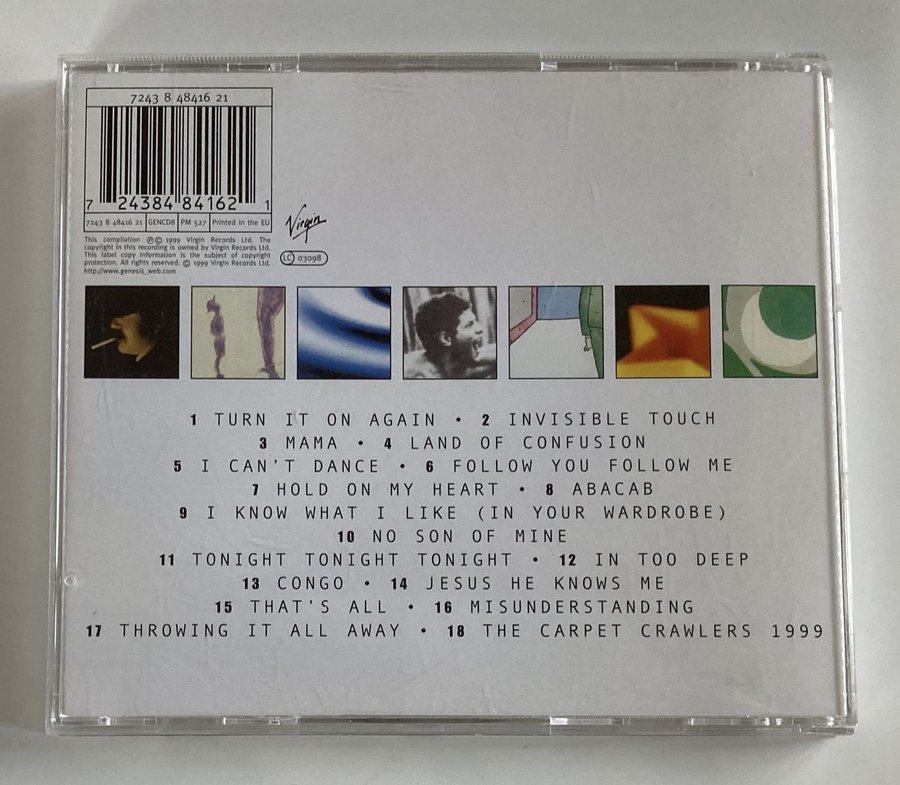 7243 8 48416 21
7 24384 84162 1
7243 8 48416 21 GENCD8 PM 527 Printed in the EU
This compilation ℗© 1999 Virgin Records Ltd. The
copyright in this recording is owned by Virgin Records Ltd.
This label copy information is the subject of copyright
protection. All rights reserved. © 1999 Virgin Records Ltd.
http://www.genesis_web.com
Virgin
LC 03098
1 TURN IT ON AGAIN • 2 INVISIBLE TOUCH
3 MAMA • 4 LAND OF CONFUSION
5 I CAN'T DANCE • 6 FOLLOW YOU FOLLOW ME
7 HOLD ON MY HEART • 8 ABACAB
9 I KNOW WHAT I LIKE (IN YOUR WARDROBE)
10 NO SON OF MINE
11 TONIGHT TONIGHT TONIGHT • 12 IN TOO DEEP
13 CONGO • 14 JESUS HE KNOWS ME
15 THAT'S ALL • 16 MISUNDERSTANDING
17 THROWING IT ALL AWAY • 18 THE CARPET CRAWLERS 1999